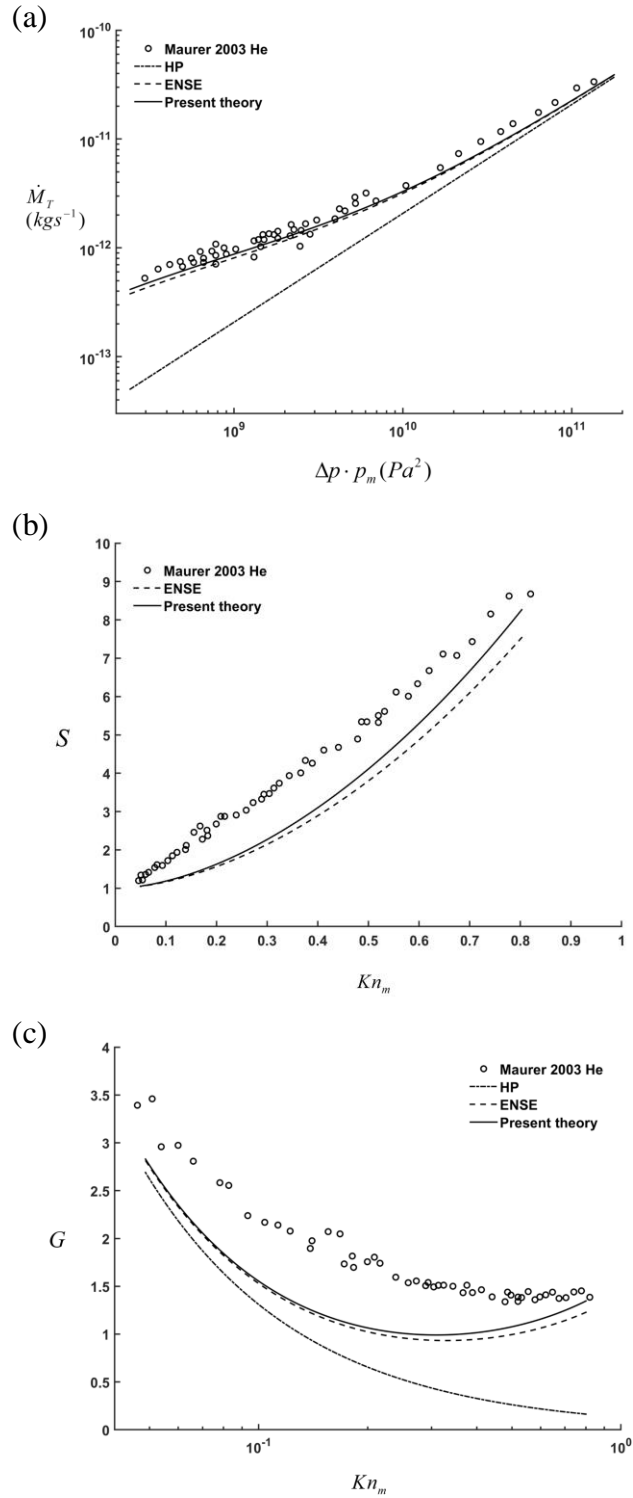 (a)
10^-10
Maurer 2003 He
HP
ENSE
Present theory
10^-11
Ṁ_T
(kgs^-1)
10^-12
10^-13
10^9 10^10 10^11
Δp · p_m (Pa^2)
(b)
10
9
8
7
6
5
4
3
2
1
0
Maurer 2003 He
ENSE
Present theory
S
0 0.1 0.2 0.3 0.4 0.5 0.6 0.7 0.8 0.9 1
Kn_m
(c)
4
3.5
3
2.5
2
1.5
1
0.5
0
Maurer 2003 He
HP
ENSE
Present theory
G
10^-1 10^0
Kn_m